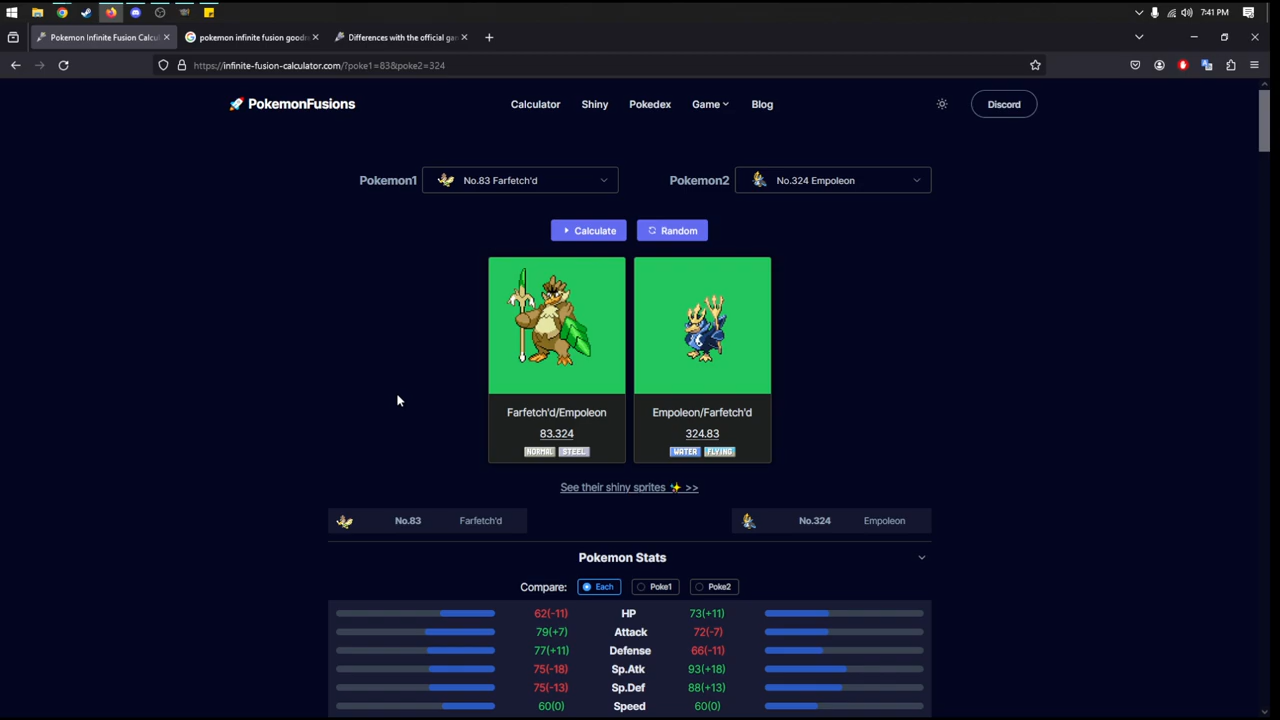 7:41 PM
Pokemon Infinite Fusion Calcul
pokemon infinite fusion goodr
Differences with the official gam
https://infinite-fusion-calculator.com/?poke1=83&poke2=324
PokemonFusions
Calculator Shiny Pokedex Game Blog
Discord
Pokemon1 No.83 Farfetch'd
Pokemon2 No.324 Empoleon
Calculate Random
Farfetch'd/Empoleon
83.324
NORMAL STEEL
Empoleon/Farfetch'd
324.83
WATER FLYING
See their shiny sprites ✨ >>
No.83 Farfetch'd
No.324 Empoleon
Pokemon Stats
Compare: Each Poke1 Poke2
62(-11) HP 73(+11)
79(+7) Attack 72(-7)
77(+11) Defense 66(-11)
75(-18) Sp.Atk 93(+18)
75(-13) Sp.Def 88(+13)
60(0) Speed 60(0)